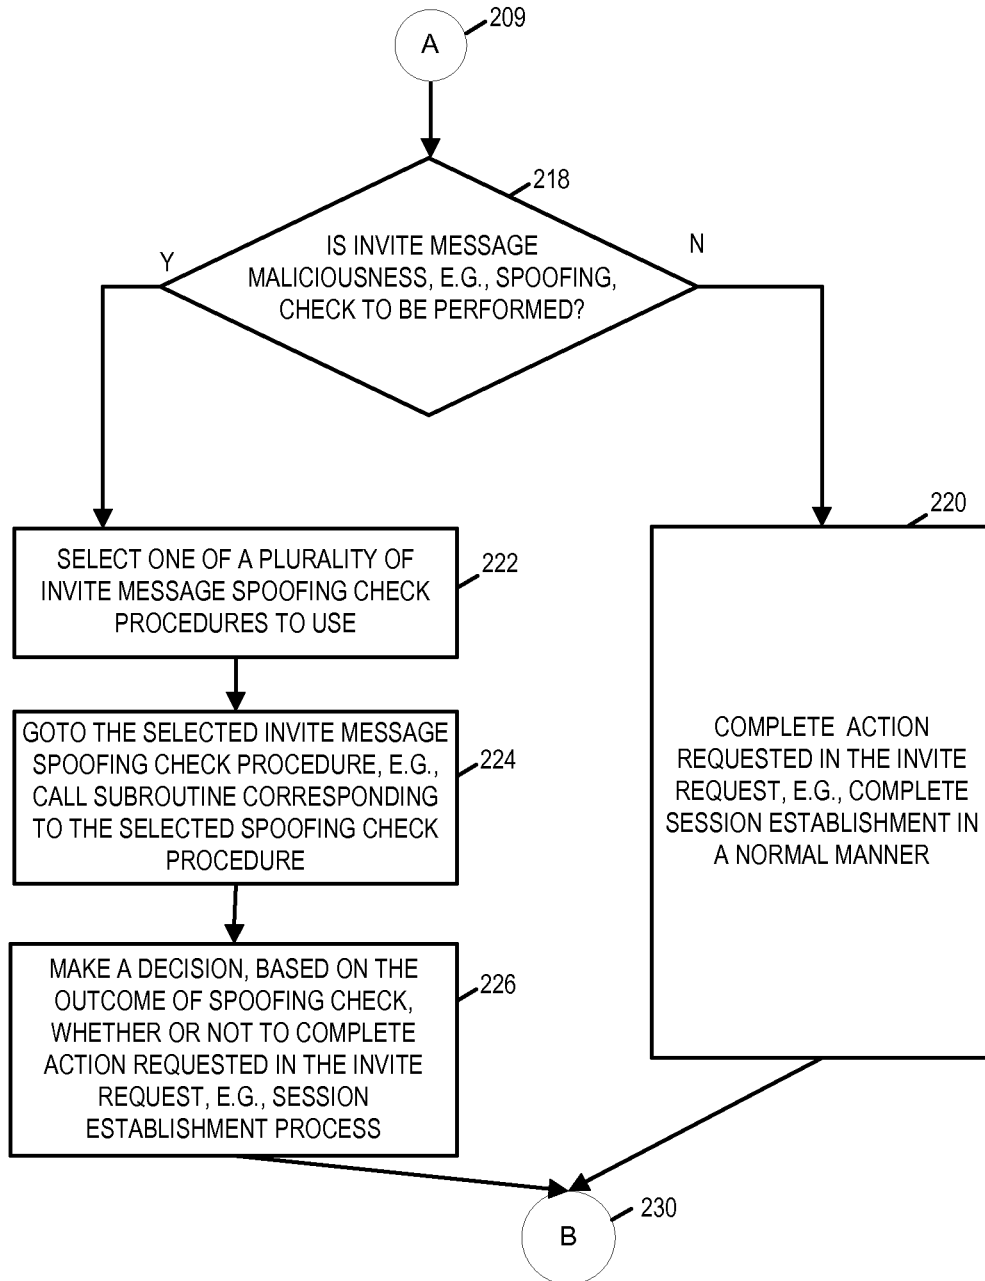 209
A
218
IS INVITE MESSAGE
MALICIOUSNESS, E.G., SPOOFING,
CHECK TO BE PERFORMED?
Y
N
222
SELECT ONE OF A PLURALITY OF
INVITE MESSAGE SPOOFING CHECK
PROCEDURES TO USE
224
GOTO THE SELECTED INVITE MESSAGE
SPOOFING CHECK PROCEDURE, E.G.,
CALL SUBROUTINE CORRESPONDING
TO THE SELECTED SPOOFING CHECK
PROCEDURE
226
MAKE A DECISION, BASED ON THE
OUTCOME OF SPOOFING CHECK,
WHETHER OR NOT TO COMPLETE
ACTION REQUESTED IN THE INVITE
REQUEST, E.G., SESSION
ESTABLISHMENT PROCESS
220
COMPLETE ACTION
REQUESTED IN THE INVITE
REQUEST, E.G., COMPLETE
SESSION ESTABLISHMENT IN
A NORMAL MANNER
230
B